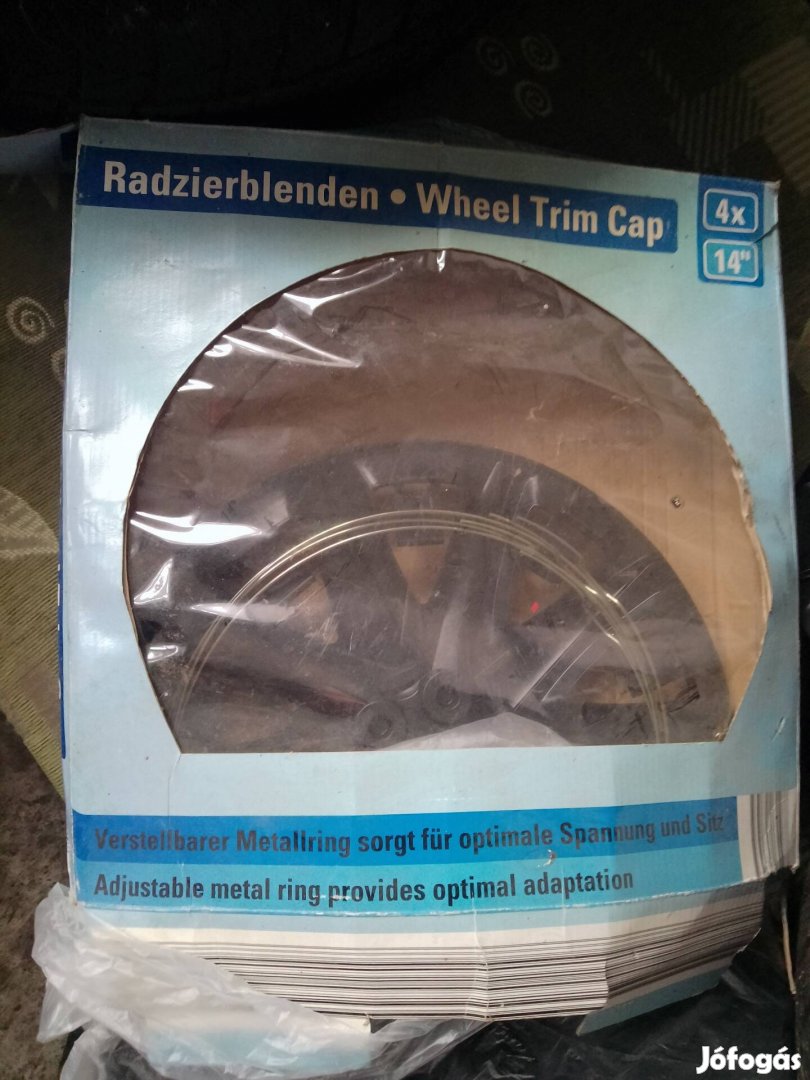 Radzierblenden • Wheel Trim Cap
4x
14"
Verstellbarer Metallring sorgt für optimale Spannung und Sitz
Adjustable metal ring provides optimal adaptation
Jófogás